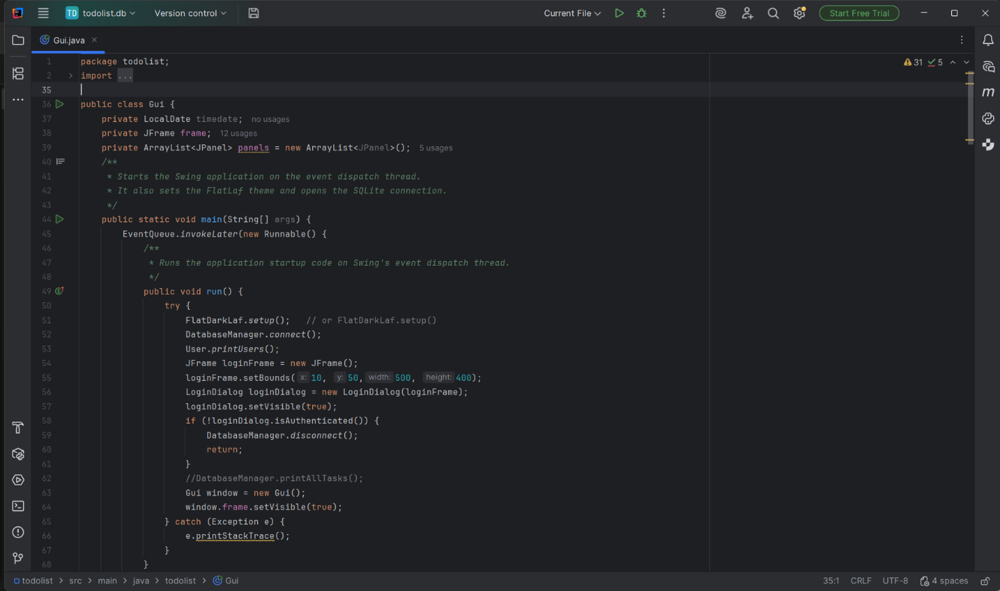 TD todolist.db Version control Current File Start Free Trial
Gui.java
1 package todolist;
2 import ...
31 5
35
36 public class Gui {
37 private LocalDate timedate; no usages
38 private JFrame frame; 12 usages
39 private ArrayList<JPanel> panels = new ArrayList<JPanel>(); 5 usages
40 /**
41 * Starts the Swing application on the event dispatch thread.
42 * It also sets the FlatLaf theme and opens the SQLite connection.
43 */
44 public static void main(String[] args) {
45 EventQueue.invokeLater(new Runnable() {
46 /**
47 * Runs the application startup code on Swing's event dispatch thread.
48 */
49 public void run() {
50 try {
51 FlatDarkLaf.setup(); // or FlatDarkLaf.setup()
52 DatabaseManager.connect();
53 User.printUsers();
54 JFrame loginFrame = new JFrame();
55 loginFrame.setBounds( x: 10, y: 50, width: 500, height: 400);
56 LoginDialog loginDialog = new LoginDialog(loginFrame);
57 loginDialog.setVisible(true);
58 if (!loginDialog.isAuthenticated()) {
59 DatabaseManager.disconnect();
60 return;
61 }
62 //DatabaseManager.printAllTasks();
63 Gui window = new Gui();
64 window.frame.setVisible(true);
65 } catch (Exception e) {
66 e.printStackTrace();
67 }
68 }
m
todolist > src > main > java > todolist > Gui 35:1 CRLF UTF-8 4 spaces